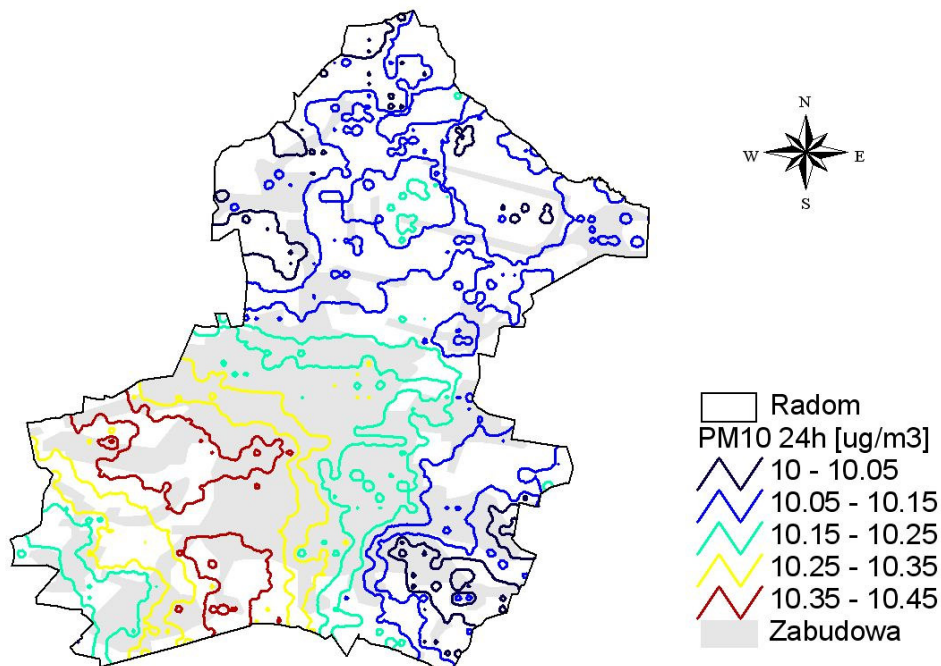 N
W E
S
Radom
PM10 24h [ug/m3]
10 - 10.05
10.05 - 10.15
10.15 - 10.25
10.25 - 10.35
10.35 - 10.45
Zabudowa